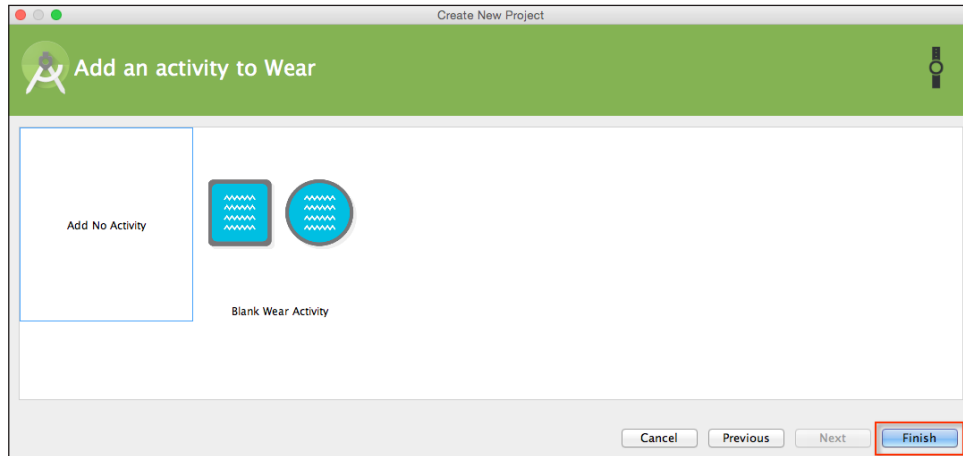 Create New Project
Add an activity to Wear
Add No Activity
Blank Wear Activity
Cancel
Previous
Next
Finish